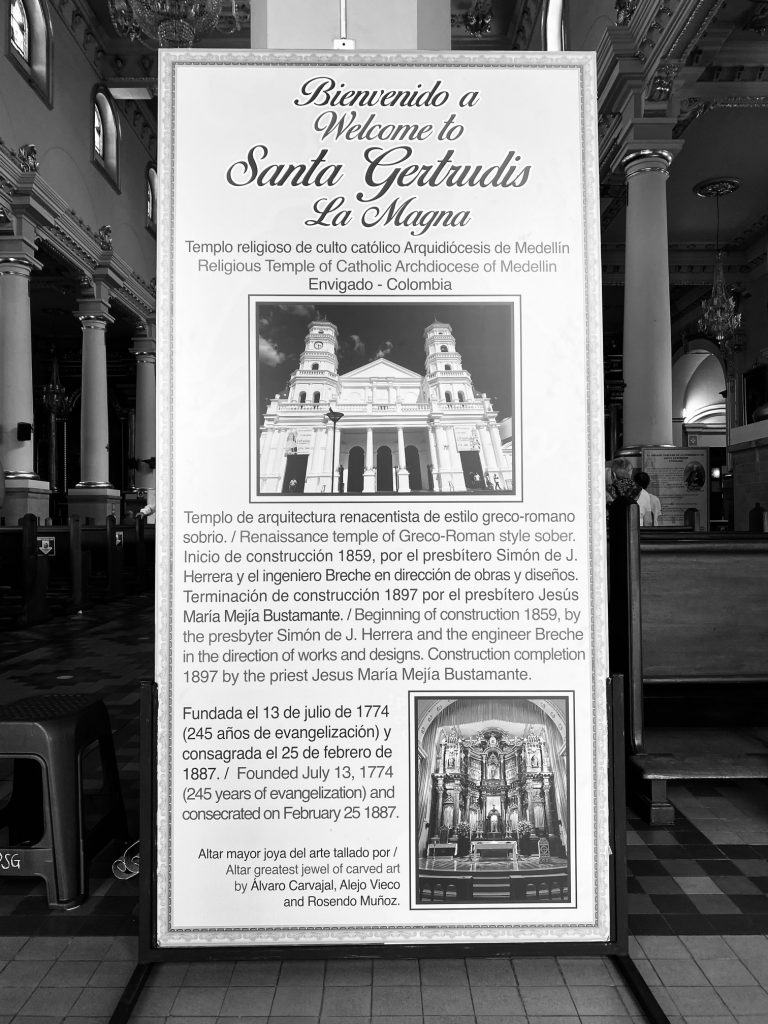 Bienvenido a
Welcome to
Santa Gertrudis
La Magna
Templo religioso de culto católico Arquidiócesis de Medellín
Religious Temple of Catholic Archdiocese of Medellin
Envigado - Colombia
Templo de arquitectura renacentista de estilo greco-romano
sobrio. / Renaissance temple of Greco-Roman style sober.
Inicio de construcción 1859, por el presbítero Simón de J.
Herrera y el ingeniero Breche en dirección de obras y diseños.
Terminación de construcción 1897 por el presbítero Jesús
María Mejía Bustamante. / Beginning of construction 1859, by
the presbyter Simón de J. Herrera and the engineer Breche
in the direction of works and designs. Construction completion
1897 by the priest Jesus María Mejía Bustamante.
Fundada el 13 de julio de 1774
(245 años de evangelización) y
consagrada el 25 de febrero de
1887. / Founded July 13, 1774
(245 years of evangelization) and
consecrated on February 25 1887.
Altar mayor joya del arte tallado por /
Altar greatest jewel of carved art
by Álvaro Carvajal, Alejo Vieco
and Rosendo Muñoz.
PSG